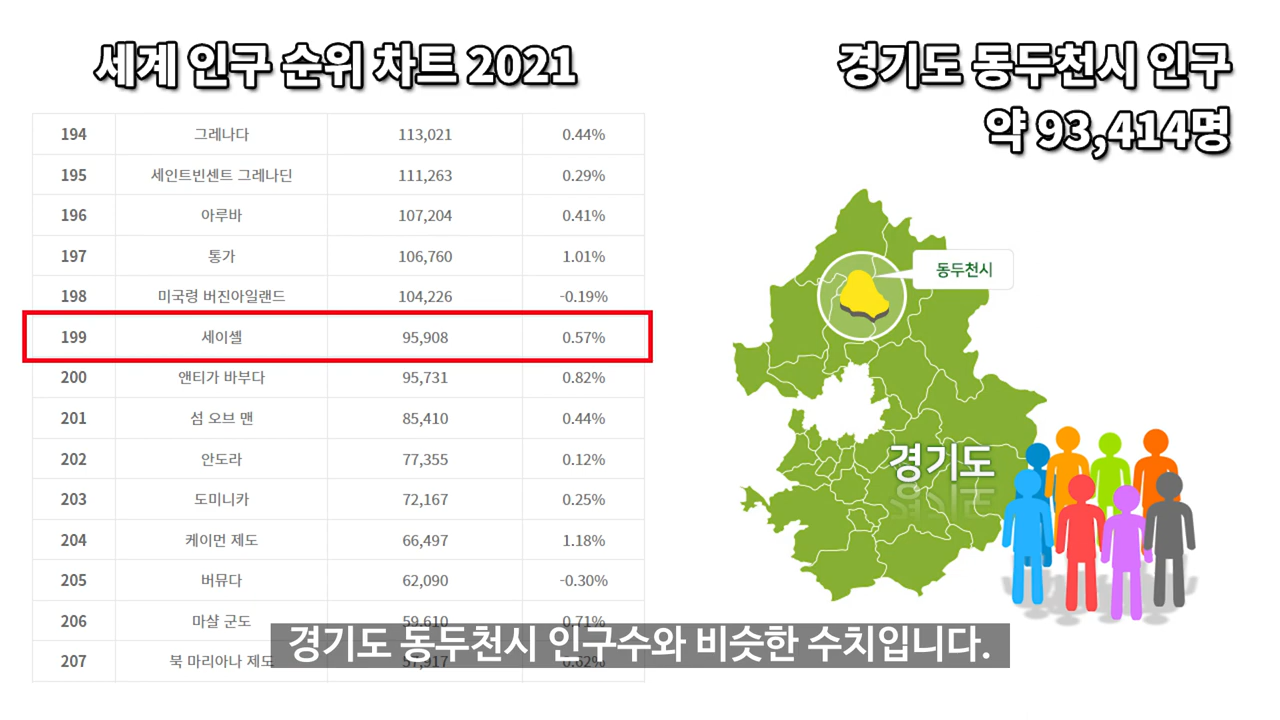 세계 인구 순위 차트 2021
경기도 동두천시 인구
약 93,414명
194 그레나다 113,021 0.44%
195 세인트빈센트 그레나딘 111,263 0.29%
196 아루바 107,204 0.41%
197 통가 106,760 1.01%
198 미국령 버진아일랜드 104,226 -0.19%
199 세이셸 95,908 0.57%
200 앤티가 바부다 95,731 0.82%
201 섬 오브 맨 85,410 0.44%
202 안도라 77,355 0.12%
203 도미니카 72,167 0.25%
204 케이먼 제도 66,497 1.18%
205 버뮤다 62,090 -0.30%
206 마샬 군도 59,610 0.71%
207 북 마리아나 제도 57,917 0.62%
동두천시
경기도
경기도 동두천시 인구수와 비슷한 수치입니다.